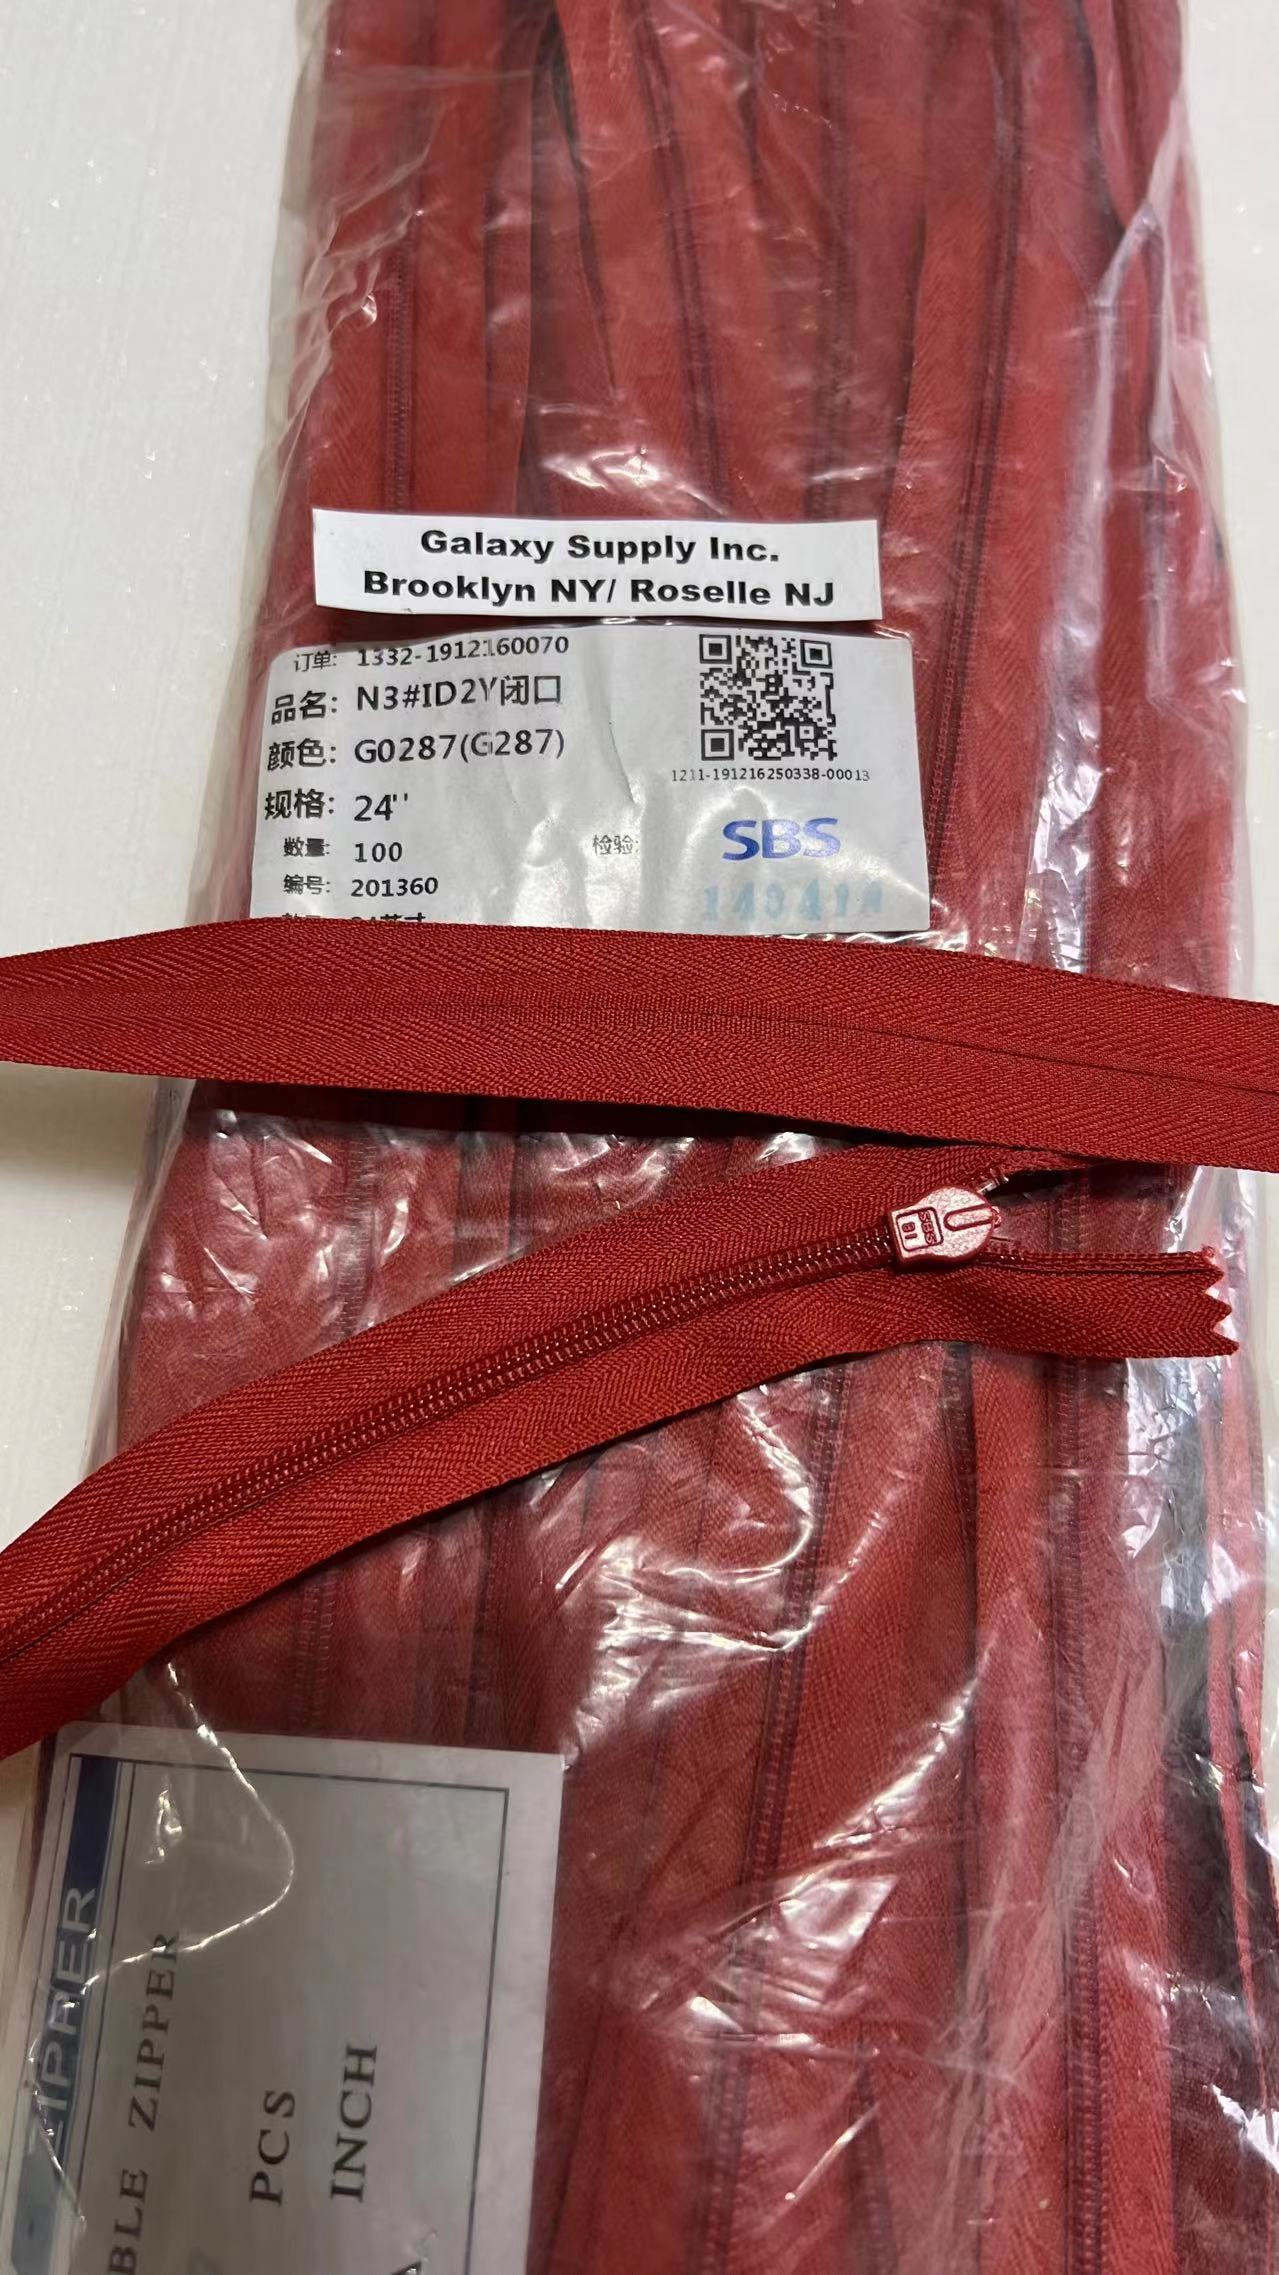 Galaxy Supply Inc.
Brooklyn NY/ Roselle NJ
订单: 1332-1912160070
品名: N3#ID2Y闭口
颜色: G0287(G287)
规格: 24''
数量: 100
编号: 201360
1211-191216250338-00013
检验:
SBS
SBS
ZIPPER
BLE ZIPPER
PCS
INCH